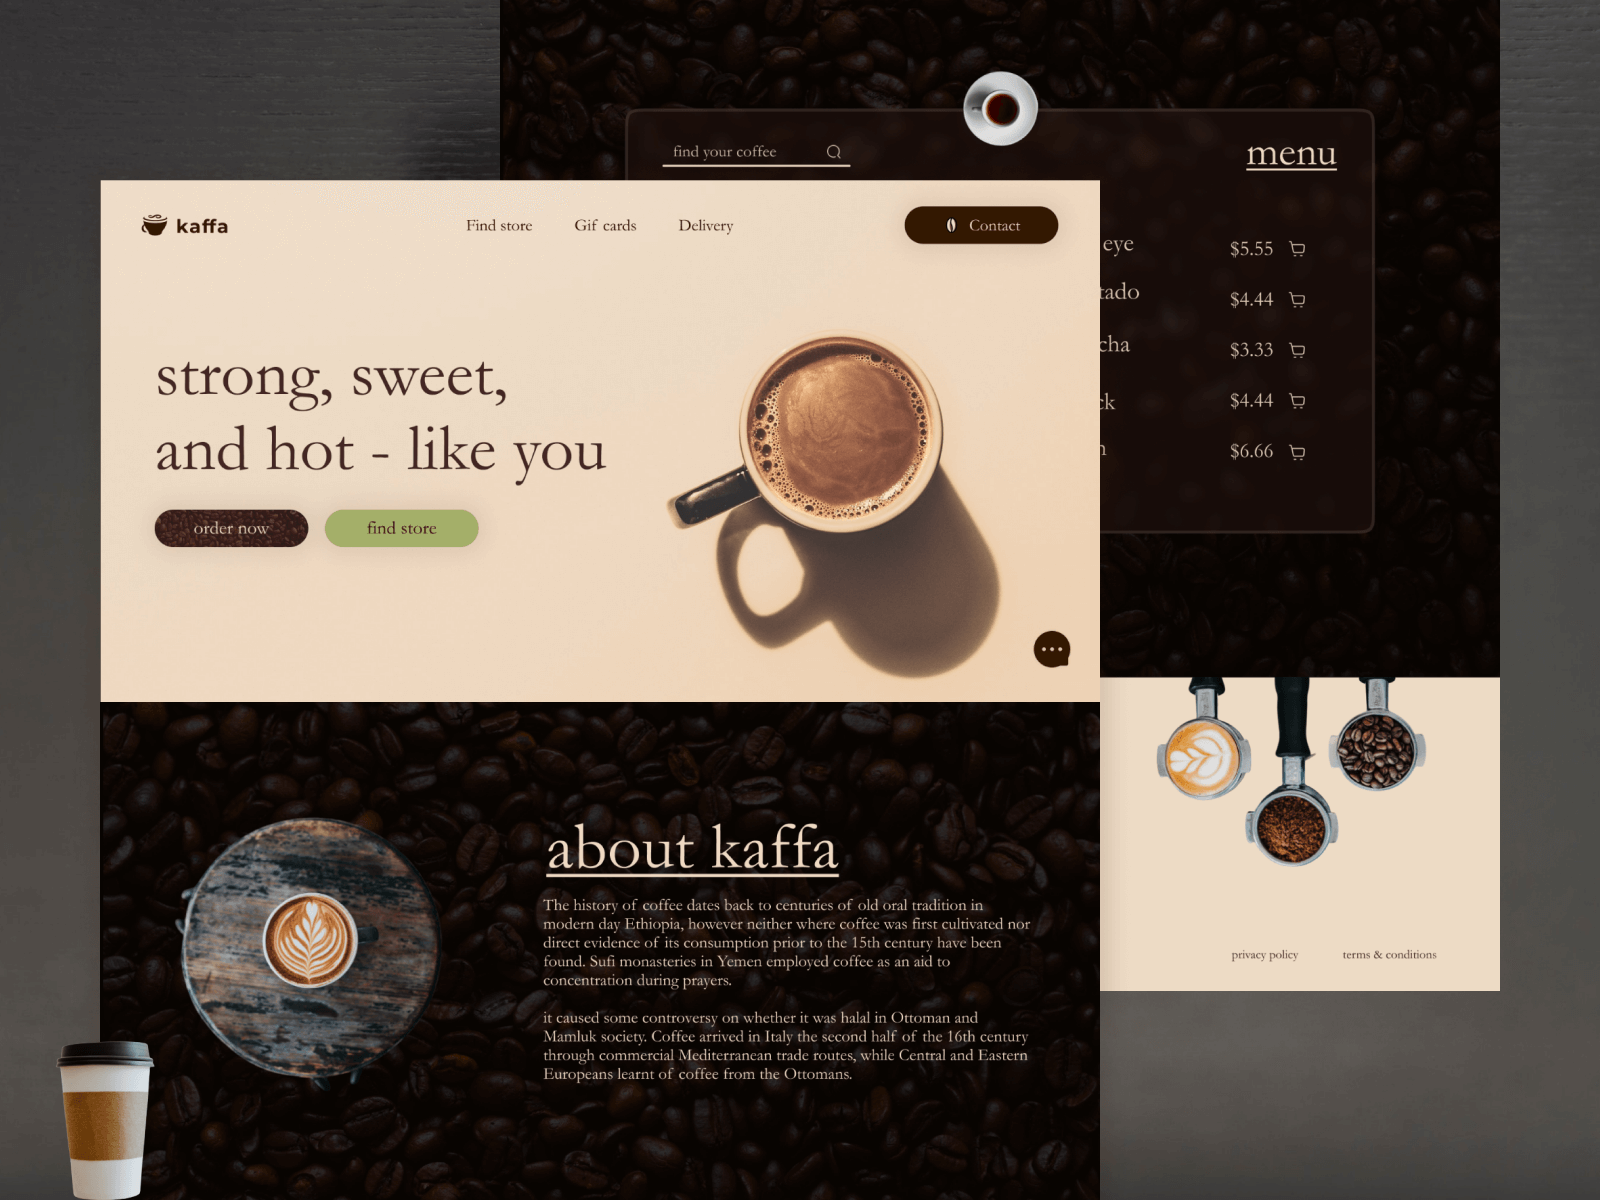 find your coffee
menu
kaffa
Find store
Gif cards
Delivery
Contact
strong, sweet,
and hot - like you
order now
find store
eye
$5.55
tado
$4.44
cha
$3.33
ck
$4.44
$6.66
about kaffa
The history of coffee dates back to centuries of old oral tradition in
modern day Ethiopia, however neither where coffee was first cultivated nor
direct evidence of its consumption prior to the 15th century have been
found. Sufi monasteries in Yemen employed coffee as an aid to
concentration during prayers.
it caused some controversy on whether it was halal in Ottoman and
Mamluk society. Coffee arrived in Italy the second half of the 16th century
through commercial Mediterranean trade routes, while Central and Eastern
Europeans learnt of coffee from the Ottomans.
privacy policy
terms & conditions